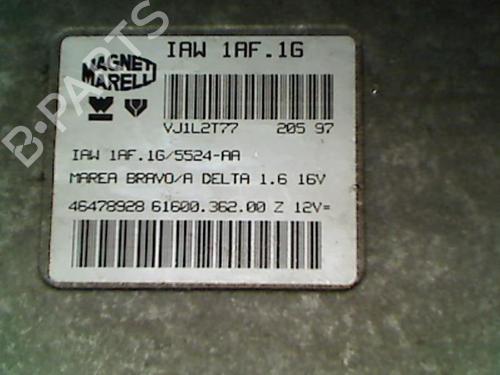 IAW 1AF.1G
MAGNETI
MARELLI
VJ1L2T77 205 97
IAW 1AF.1G/5524-AA
MAREA BRAVO/A DELTA 1.6 16V
46478928 61600.362.00 Z 12V=
B-PARTS